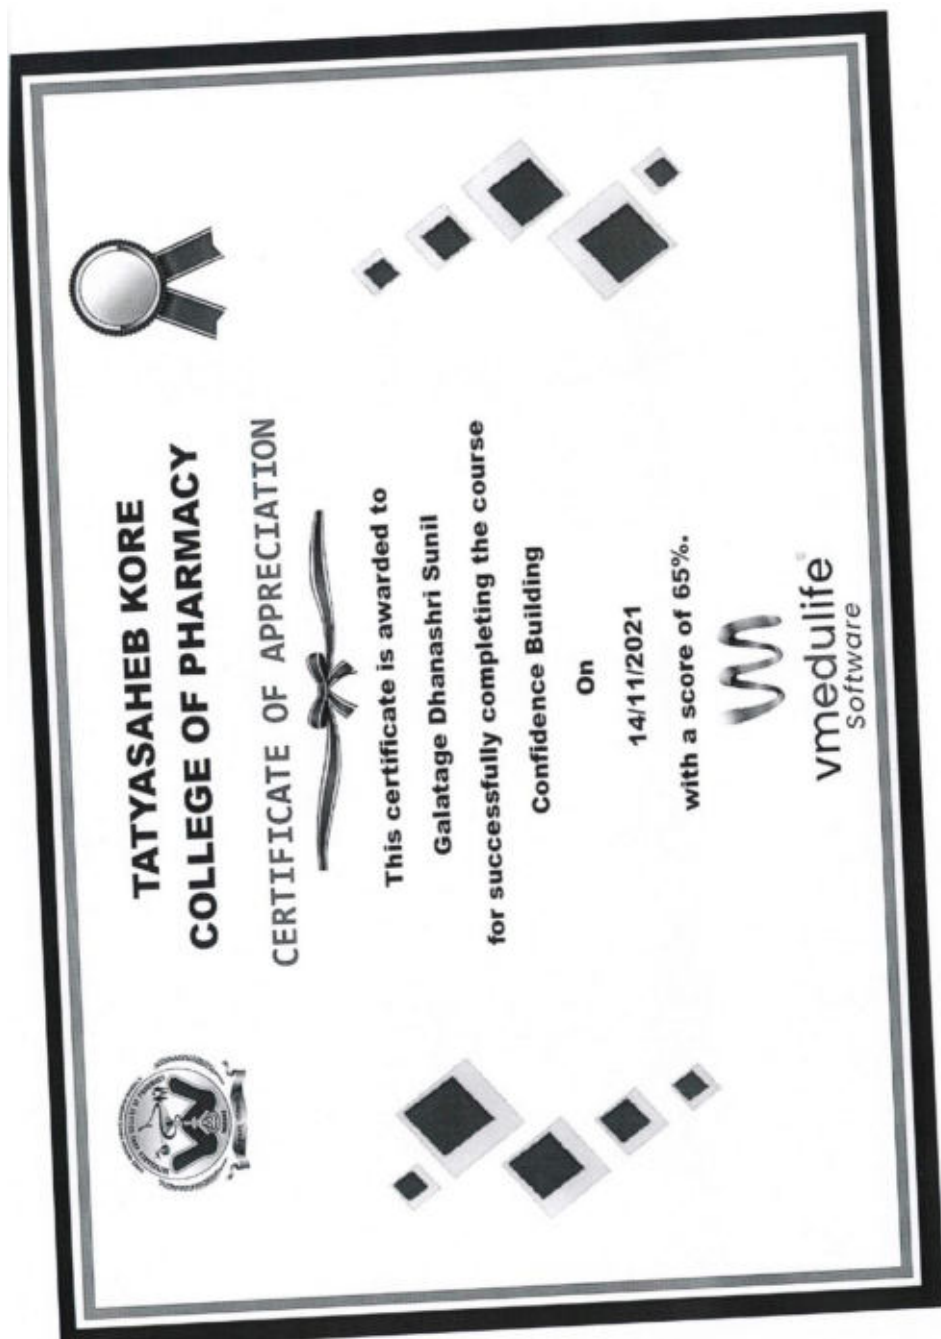 TATYASAHEB KORE
COLLEGE OF PHARMACY
CERTIFICATE OF APPRECIATION
This certificate is awarded to
Galatage Dhanashri Sunil
for successfully completing the course
Confidence Building
On
14/11/2021
with a score of 65%.
vmedulife
Software